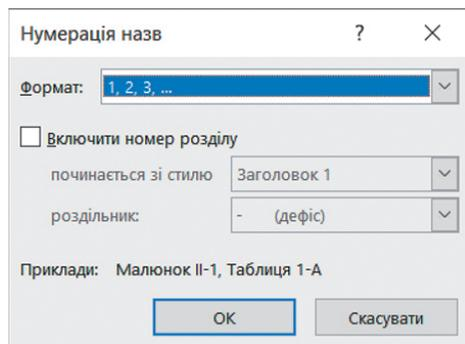 Нумерація назв ? ×
Формат: 1, 2, 3, ...
Включити номер розділу
починається зі стилю Заголовок 1
роздільник: - (дефіс)
Приклади: Малюнок II-1, Таблиця 1-А
ОК Скасувати